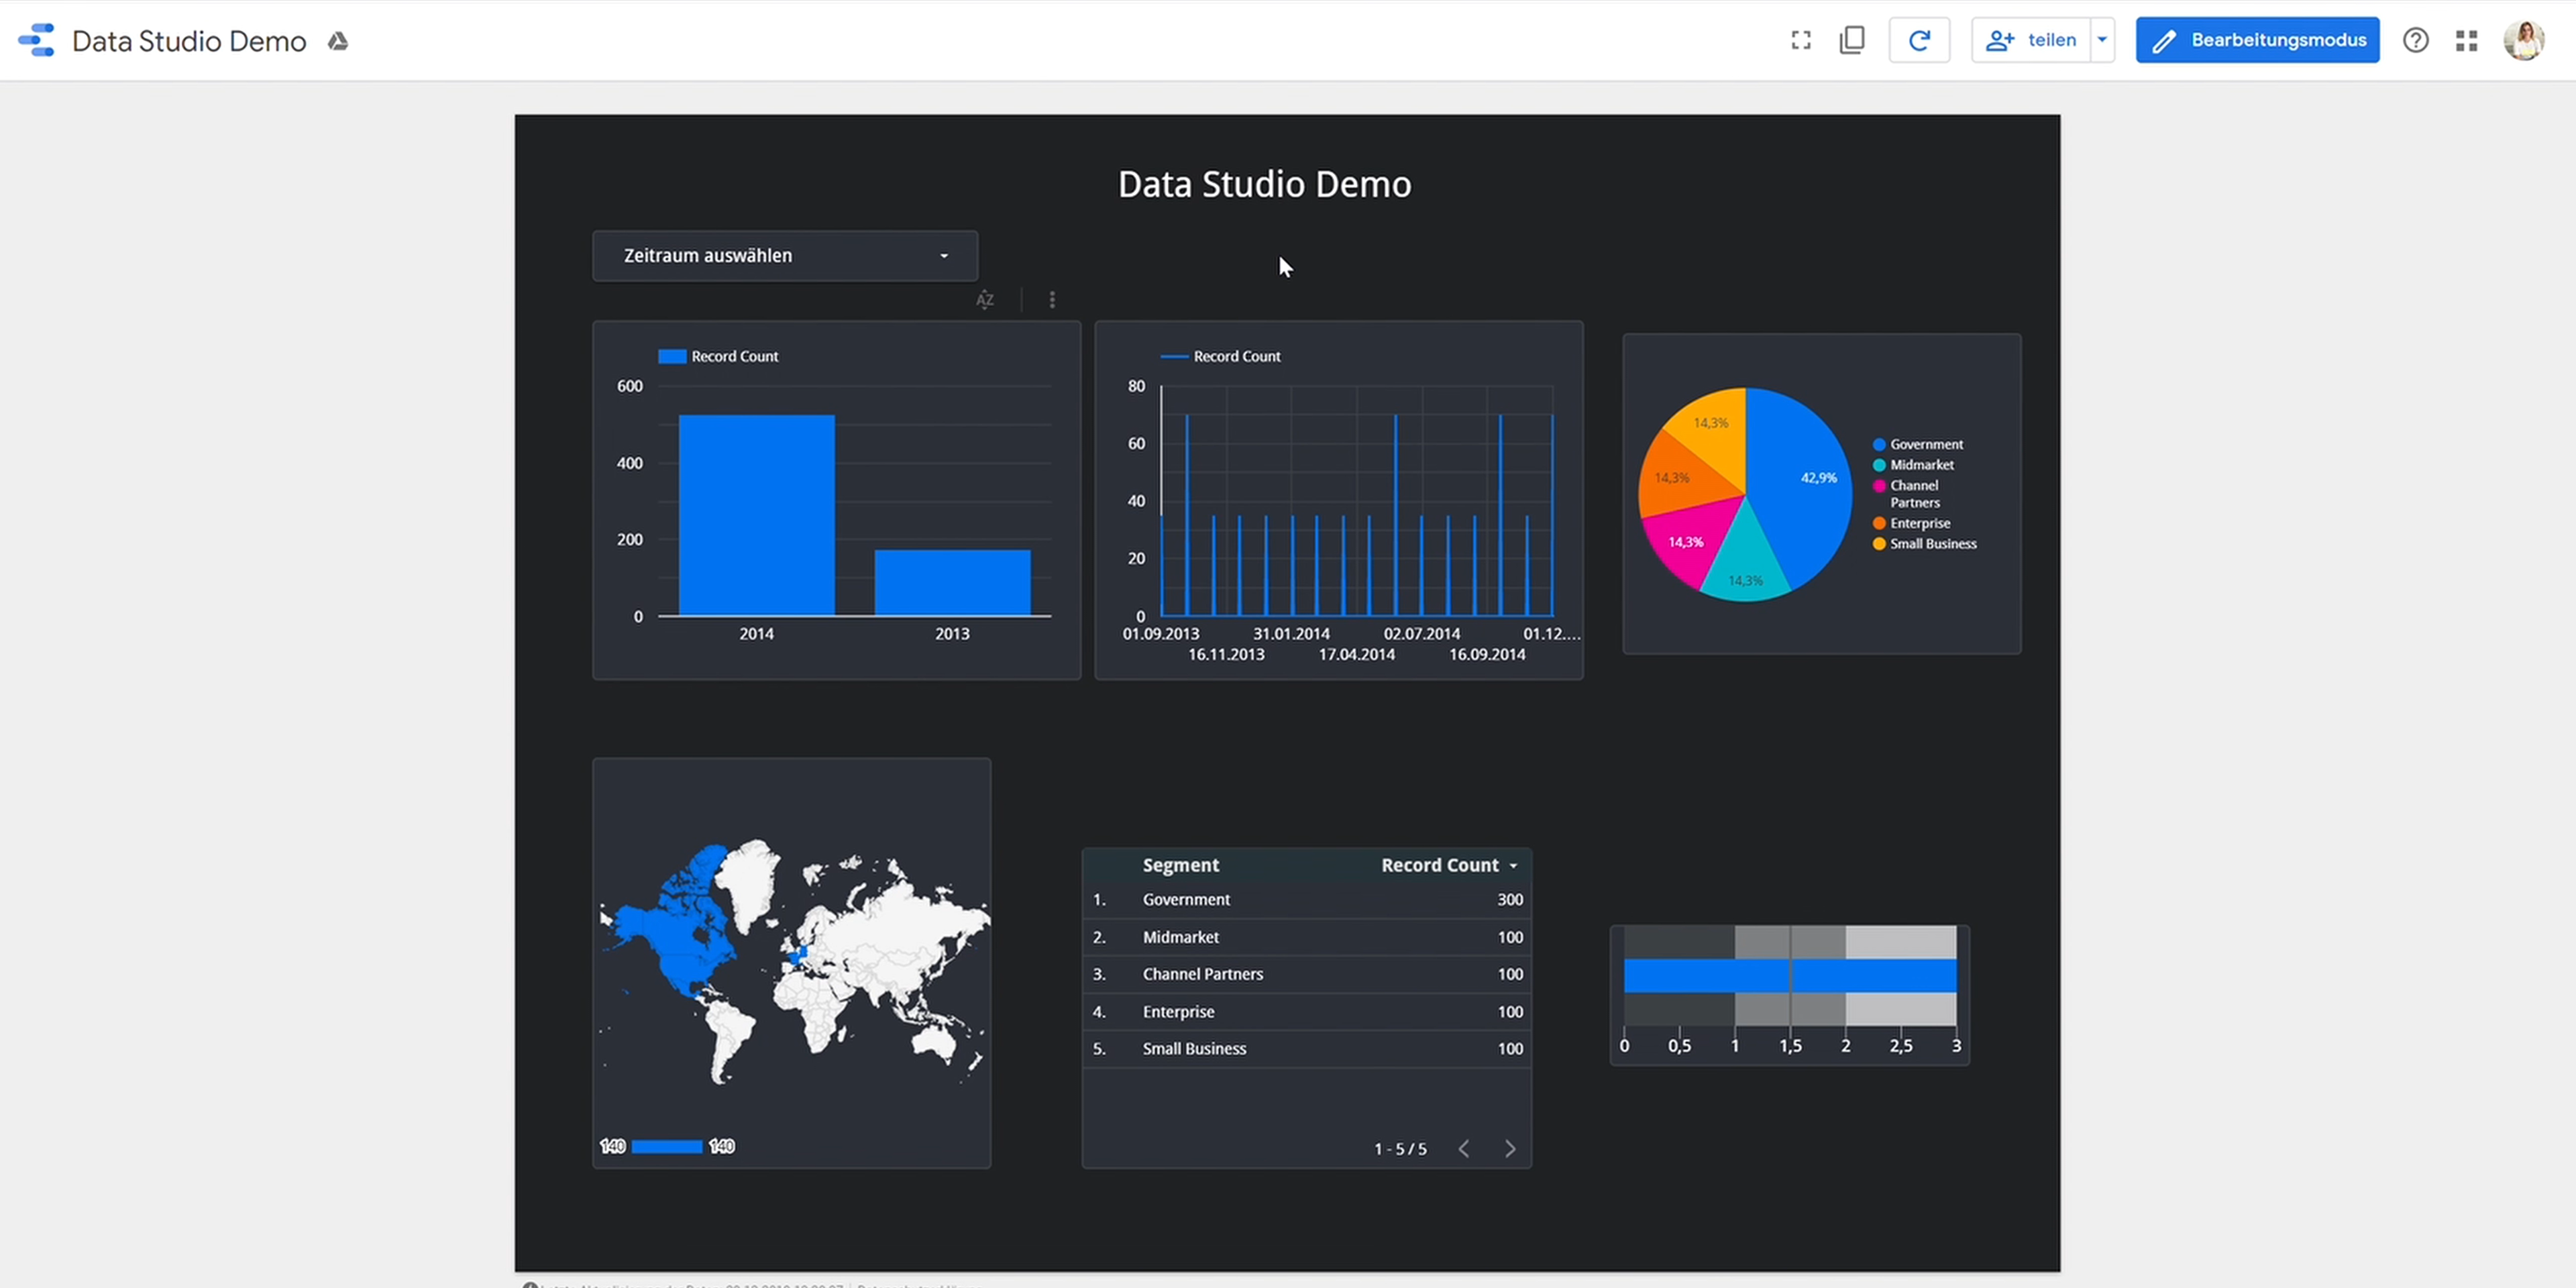 Data Studio Demo
teilen
Bearbeitungsmodus
Data Studio Demo
Zeitraum auswählen
AZ
Record Count
600
400
200
0
2014
2013
Record Count
80
60
40
20
0
01.09.2013
31.01.2014
02.07.2014
01.12....
16.11.2013
17.04.2014
16.09.2014
14,3%
14,3%
14,3%
14,3%
42,9%
Government
Midmarket
Channel
Partners
Enterprise
Small Business
140
140
Segment Record Count
1. Government 300
2. Midmarket 100
3. Channel Partners 100
4. Enterprise 100
5. Small Business 100
1 - 5 / 5
0 0,5 1 1,5 2 2,5 3